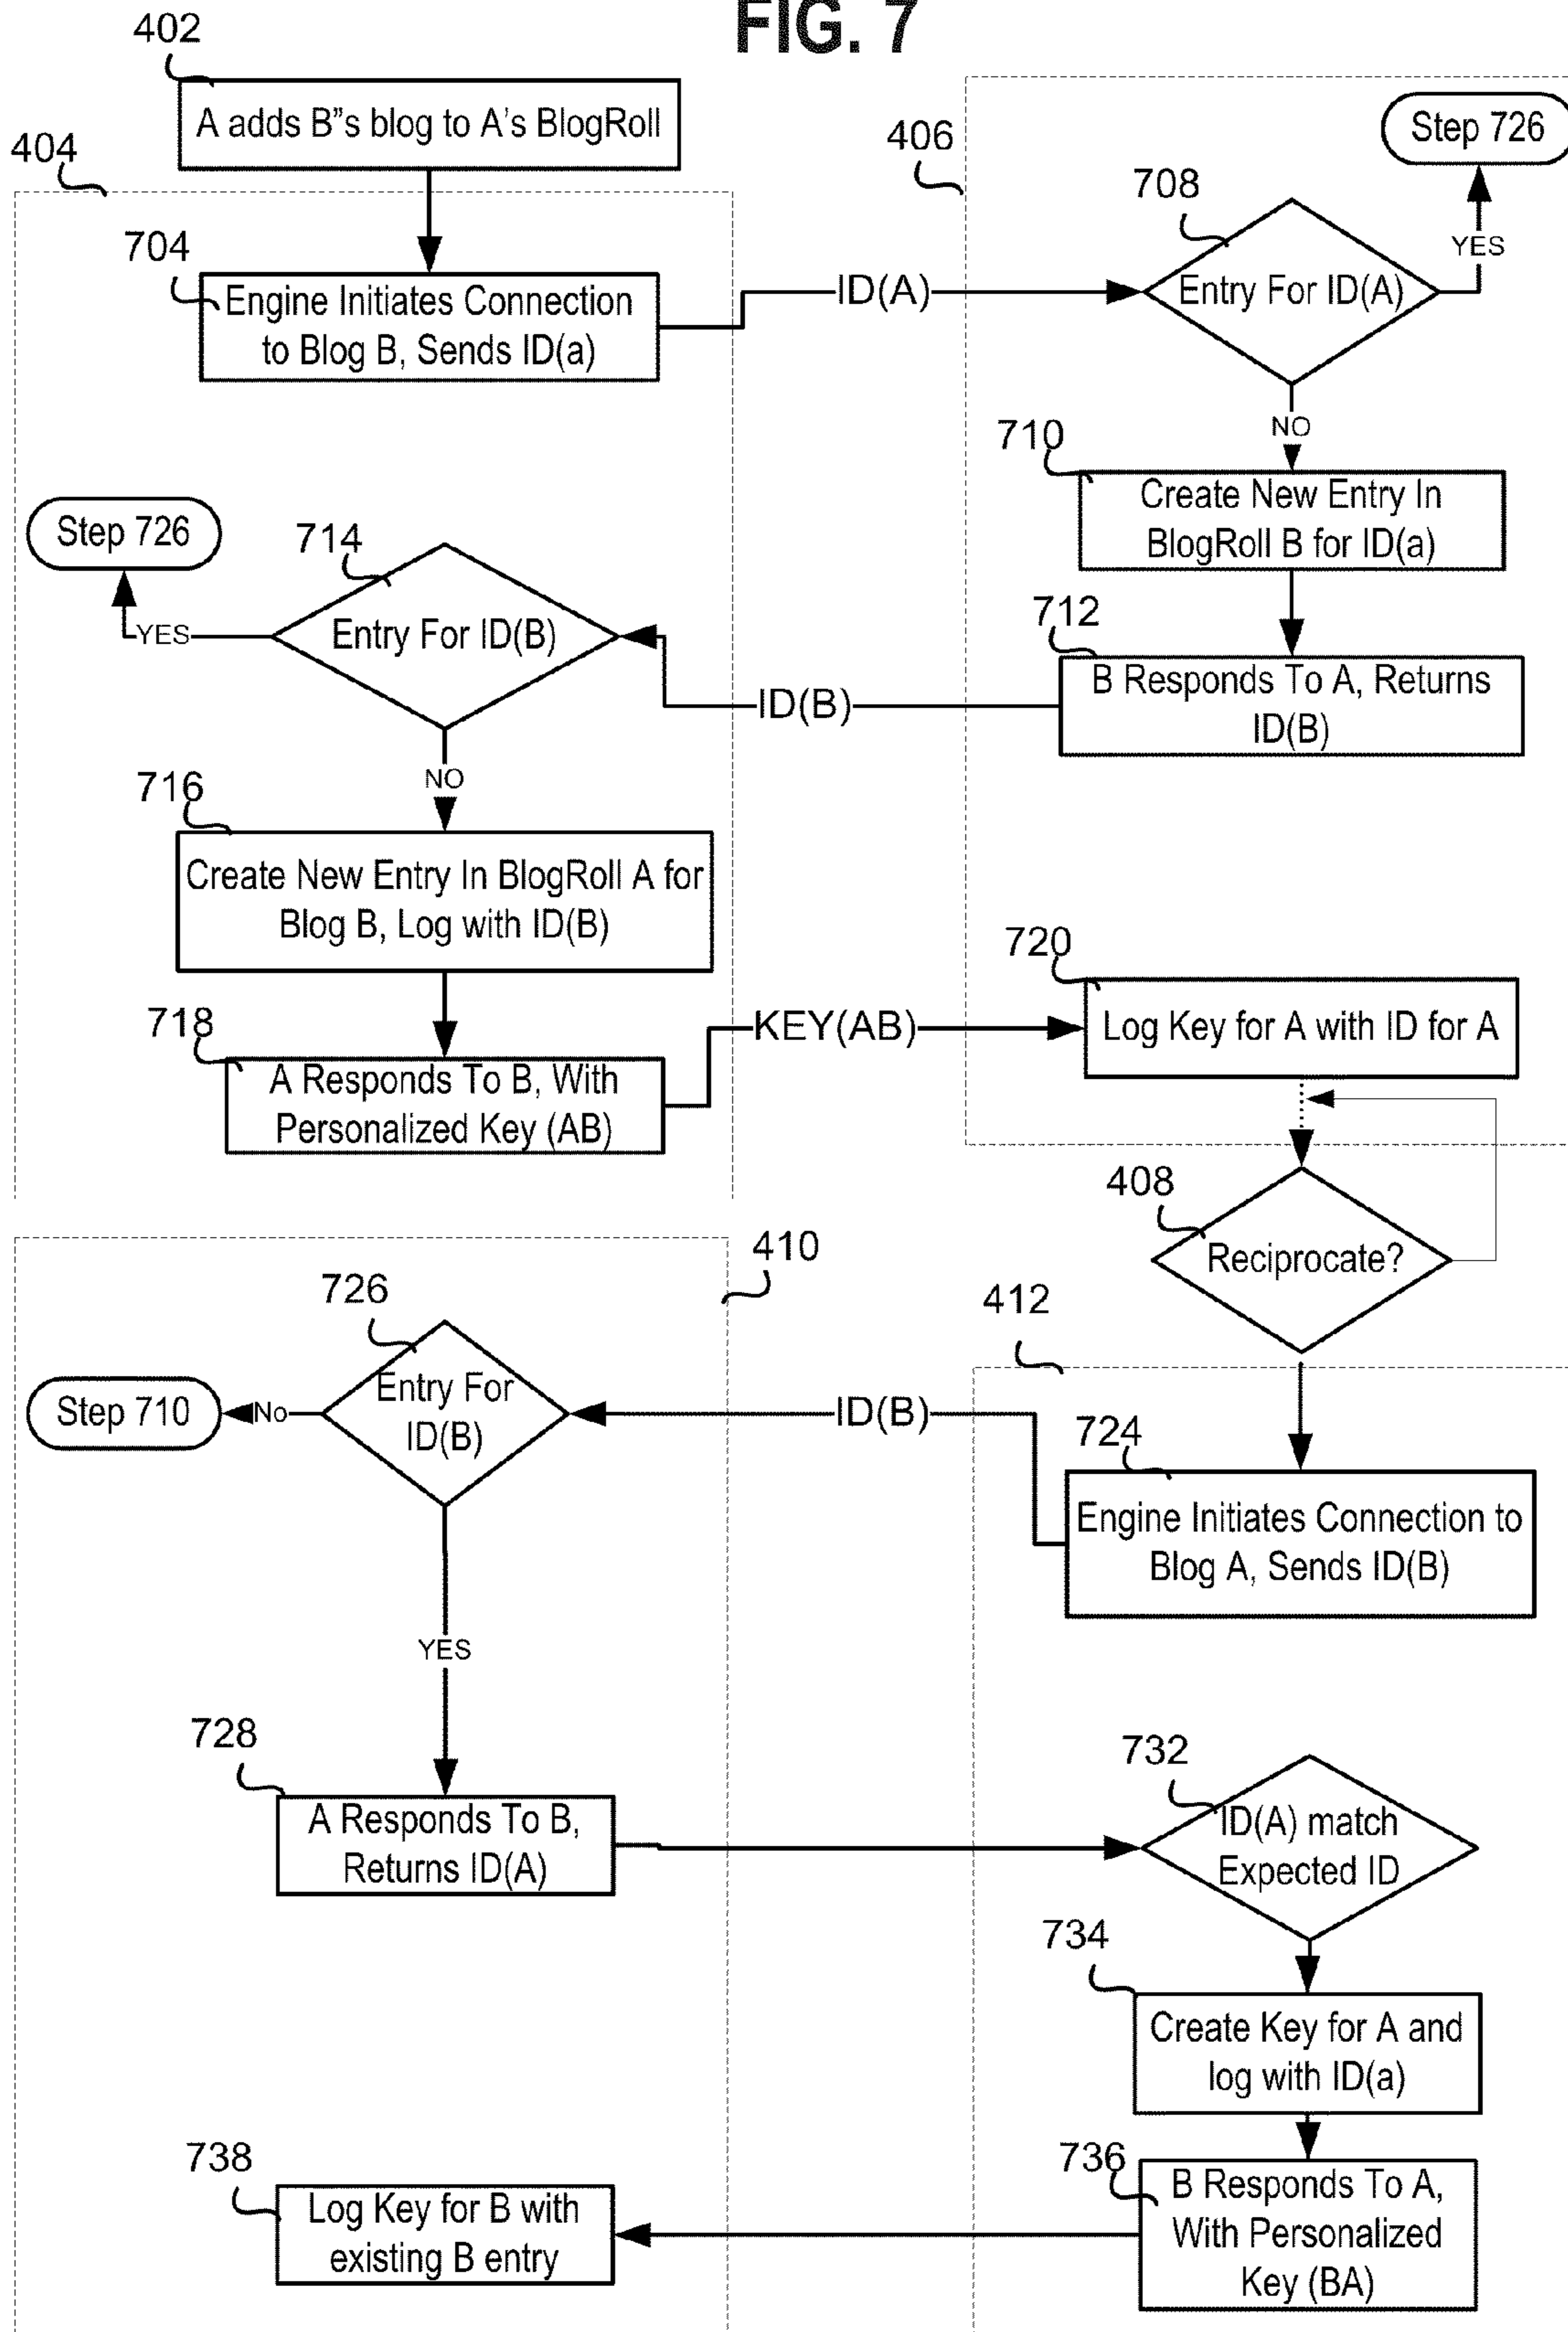 FIG. 7
402
A adds B"s blog to A's BlogRoll
404
406
Step 726
708
YES
704
Engine Initiates Connection
to Blog B, Sends ID(a)
ID(A)
Entry For ID(A)
NO
710
Create New Entry In
BlogRoll B for ID(a)
Step 726
714
YES
Entry For ID(B)
712
B Responds To A, Returns
ID(B)
ID(B)
NO
716
Create New Entry In BlogRoll A for
Blog B, Log with ID(B)
718
A Responds To B, With
Personalized Key (AB)
KEY(AB)
720
Log Key for A with ID for A
408
Reciprocate?
410
412
726
Entry For
ID(B)
No
Step 710
ID(B)
724
Engine Initiates Connection to
Blog A, Sends ID(B)
YES
728
A Responds To B,
Returns ID(A)
732
ID(A) match
Expected ID
734
Create Key for A and
log with ID(a)
736
B Responds To A,
With Personalized
Key (BA)
738
Log Key for B with
existing B entry